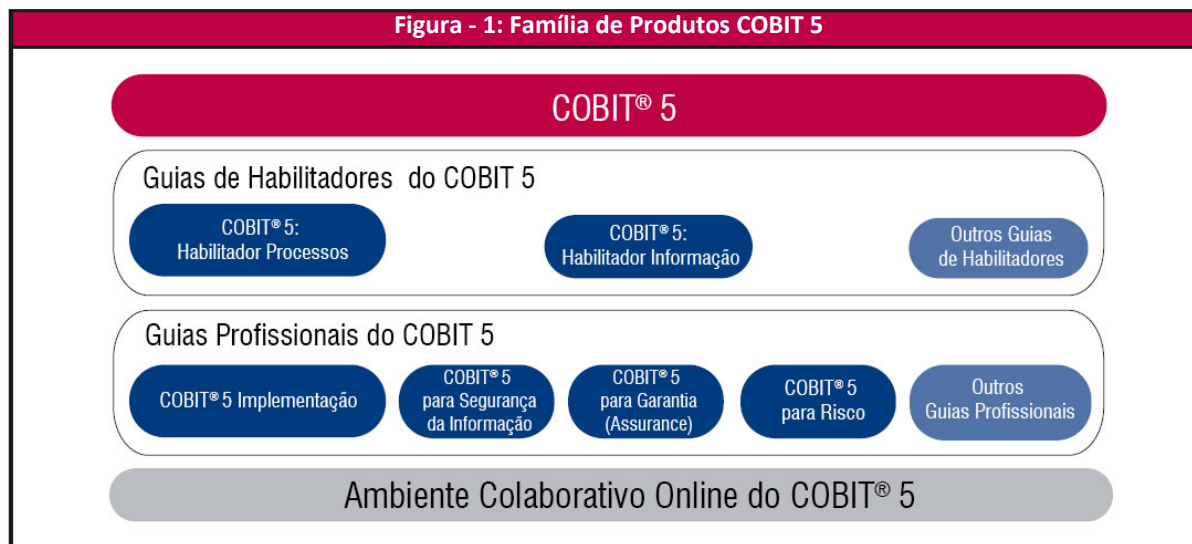 Figura - 1: Família de Produtos COBIT 5
COBIT® 5
Guias de Habilitadores do COBIT 5
COBIT® 5:
Habilitador Processos
COBIT® 5:
Habilitador Informação
Outros Guias
de Habilitadores
Guias Profissionais do COBIT 5
COBIT® 5 Implementação
COBIT® 5
para Segurança
da Informação
COBIT® 5
para Garantia
(Assurance)
COBIT® 5
para Risco
Outros
Guias Profissionais
Ambiente Colaborativo Online do COBIT® 5